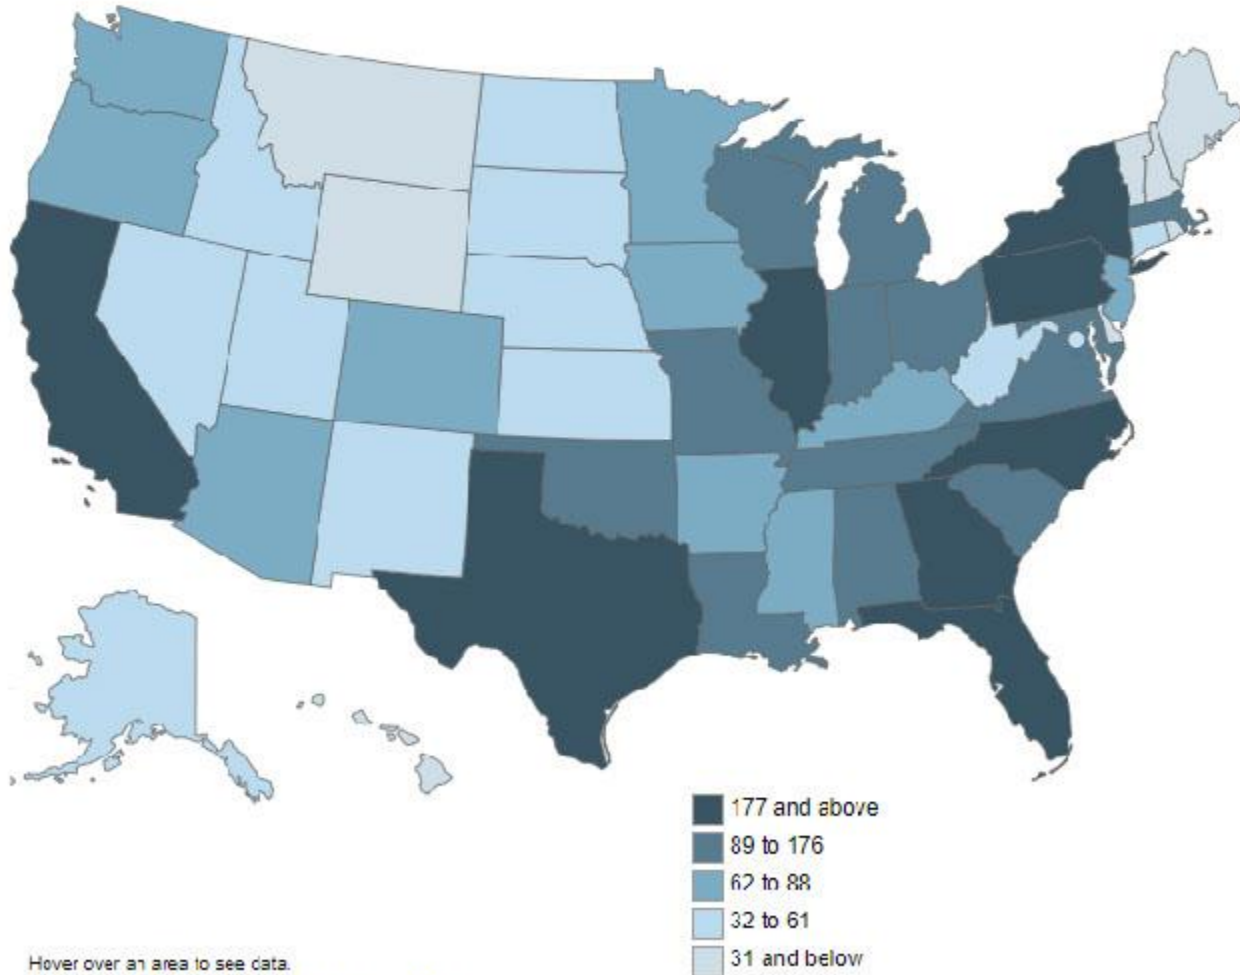 177 and above
89 to 176
62 to 88
32 to 61
31 and below
Hover over an area to see data.